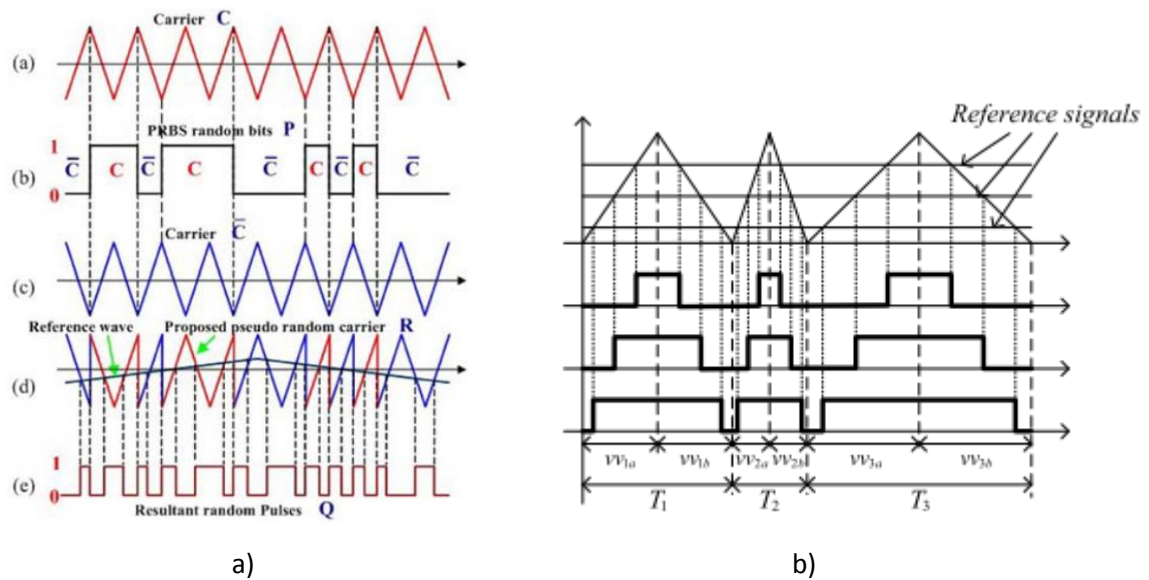 Carrier C
(a)
PRBS random bits P
1
C̅ C C̅ C C̅ C C̅ C C̅
(b)
0
Carrier C̅
(c)
Reference wave
Proposed pseudo random carrier R
(d)
1
(e)
0
Resultant random Pulses Q
a)
Reference signals
vv1a vv1b vv2a vv2b vv3a vv3b
T1 T2 T3
b)